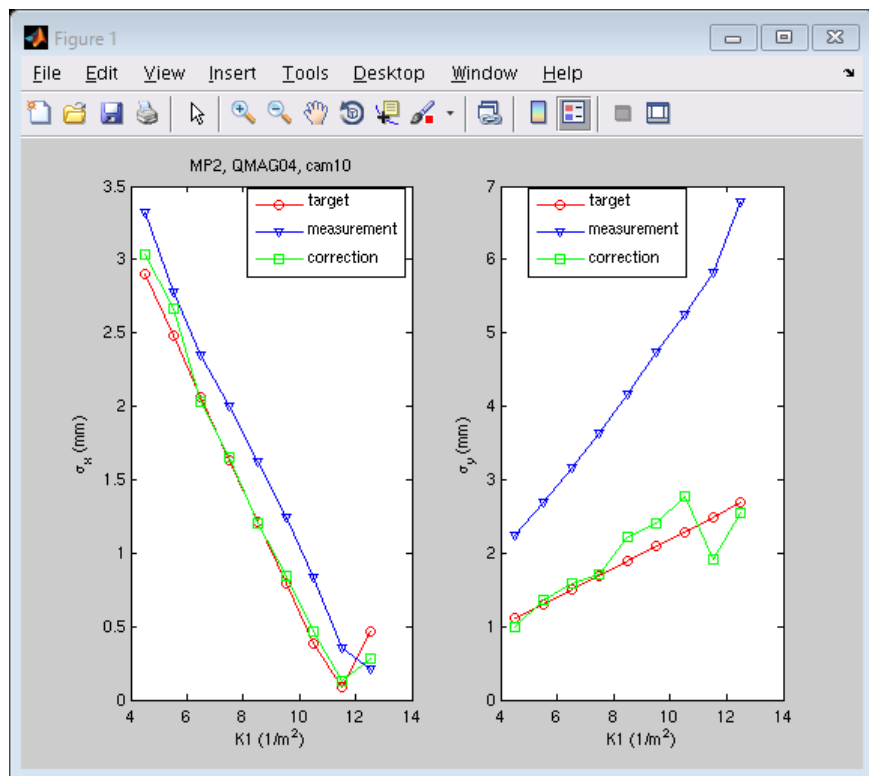 Figure 1
File Edit View Insert Tools Desktop Window Help
MP2, QMAG04, cam10
3.5
3
2.5
2
1.5
1
0.5
0
4 6 8 10 12 14
σx (mm)
K1 (1/m²)
target
measurement
correction
7
6
5
4
3
2
1
0
4 6 8 10 12 14
σy (mm)
K1 (1/m²)
target
measurement
correction